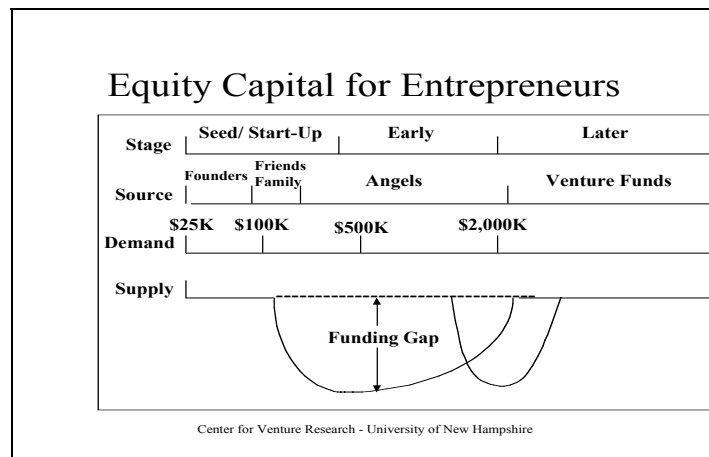 Equity Capital for Entrepreneurs
Stage Seed/ Start-Up Early Later
Source Founders Friends Family Angels Venture Funds
Demand $25K $100K $500K $2,000K
Supply
Funding Gap
Center for Venture Research - University of New Hampshire